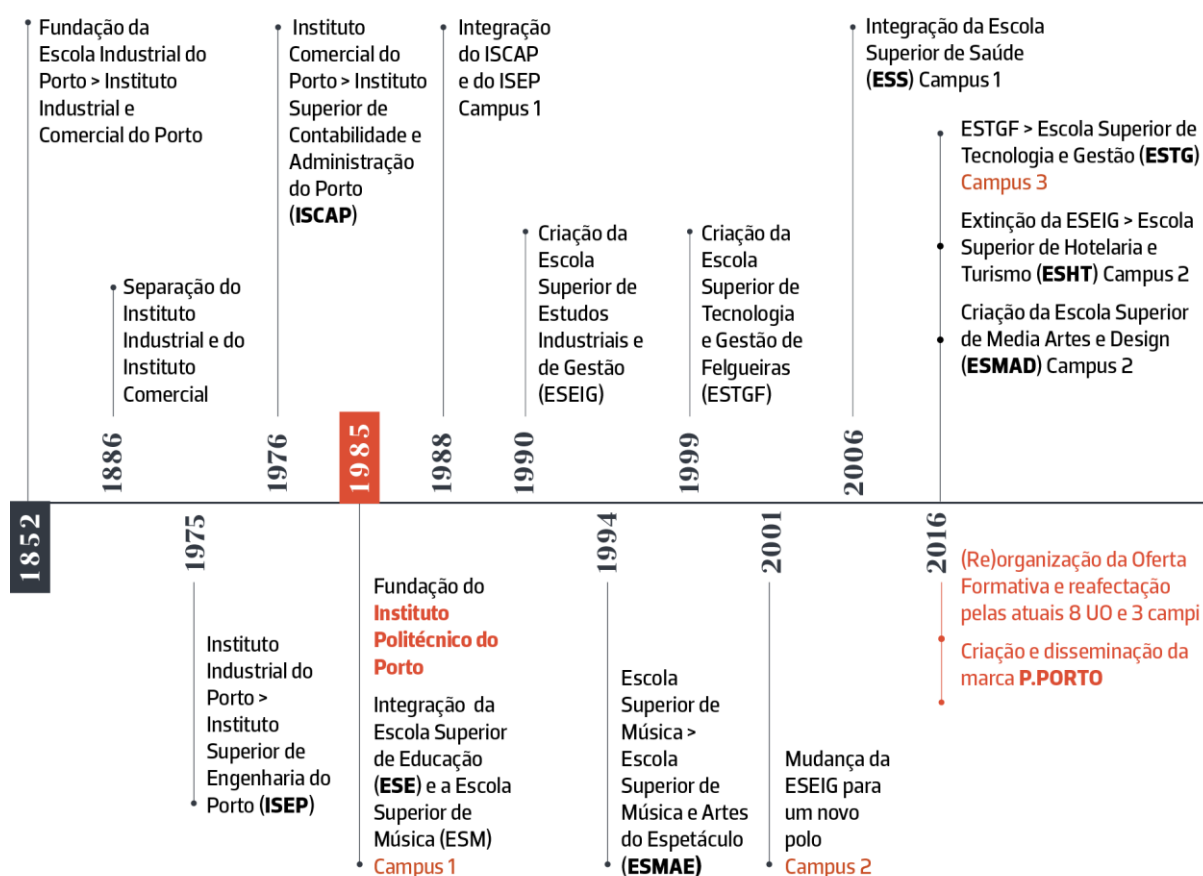 Fundação da
Escola Industrial do
Porto > Instituto
Industrial e
Comercial do Porto
1852
Separação do
Instituto
Industrial e do
Instituto
Comercial
1886
1975
Instituto
Industrial do
Porto >
Instituto
Superior de
Engenharia do
Porto (ISEP)
Instituto
Comercial do
Porto > Instituto
Superior de
Contabilidade e
Administração
do Porto
(ISCAP)
1976
1985
Fundação do
Instituto
Politécnico do
Porto
Integração da
Escola Superior
de Educação
(ESE) e a Escola
Superior de
Música (ESM)
Campus 1
Integração
do ISCAP
e do ISEP
Campus 1
1988
Criação da
Escola
Superior de
Estudos
Industriais e
de Gestão
(ESEIG)
1990
1994
Escola
Superior de
Música >
Escola
Superior de
Música e Artes
do Espetáculo
(ESMAE)
Criação da
Escola
Superior de
Tecnologia
e Gestão de
Felgueiras
(ESTGF)
1999
2001
Mudança da
ESEIG para
um novo
polo
Campus 2
Integração da Escola
Superior de Saúde
(ESS) Campus 1
2006
ESTGF > Escola Superior de
Tecnologia e Gestão (ESTG)
Campus 3
Extinção da ESEIG > Escola
Superior de Hotelaria e
Turismo (ESHT) Campus 2
Criação da Escola Superior
de Media Artes e Design
(ESMAD) Campus 2
2016
(Re)organização da Oferta
Formativa e reafectação
pelas atuais 8 UO e 3 campi
Criação e disseminação da
marca P.PORTO